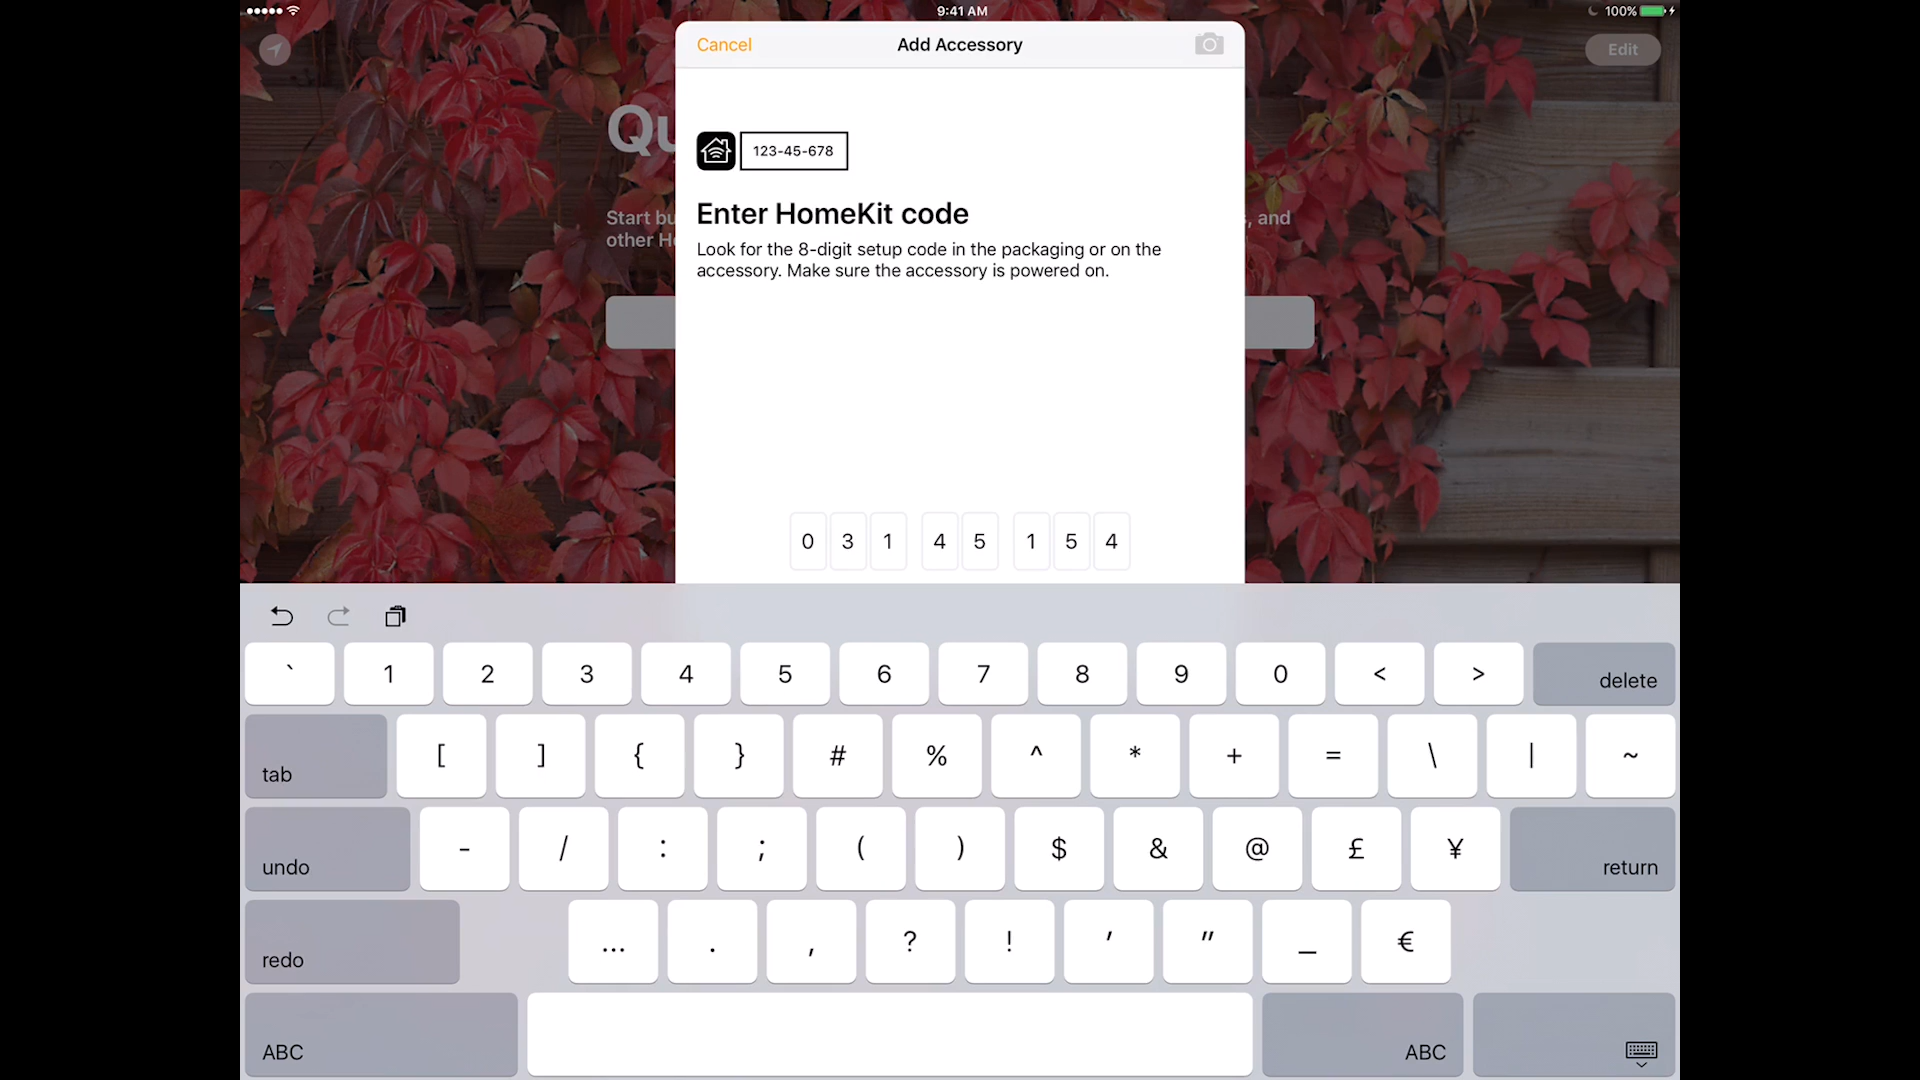 9:41 AM
100%
Cancel
Add Accessory
Edit
Qu
123-45-678
Enter HomeKit code
Start bu
, and
other H
Look for the 8-digit setup code in the packaging or on the
accessory. Make sure the accessory is powered on.
0 3 1 4 5 1 5 4
` 1 2 3 4 5 6 7 8 9 0 < > delete
tab [ ] { } # % ^ * + = \ | ~
undo - / : ; ( ) $ & @ £ ¥ return
redo ... . , ? ! ' " _ €
ABC ABC